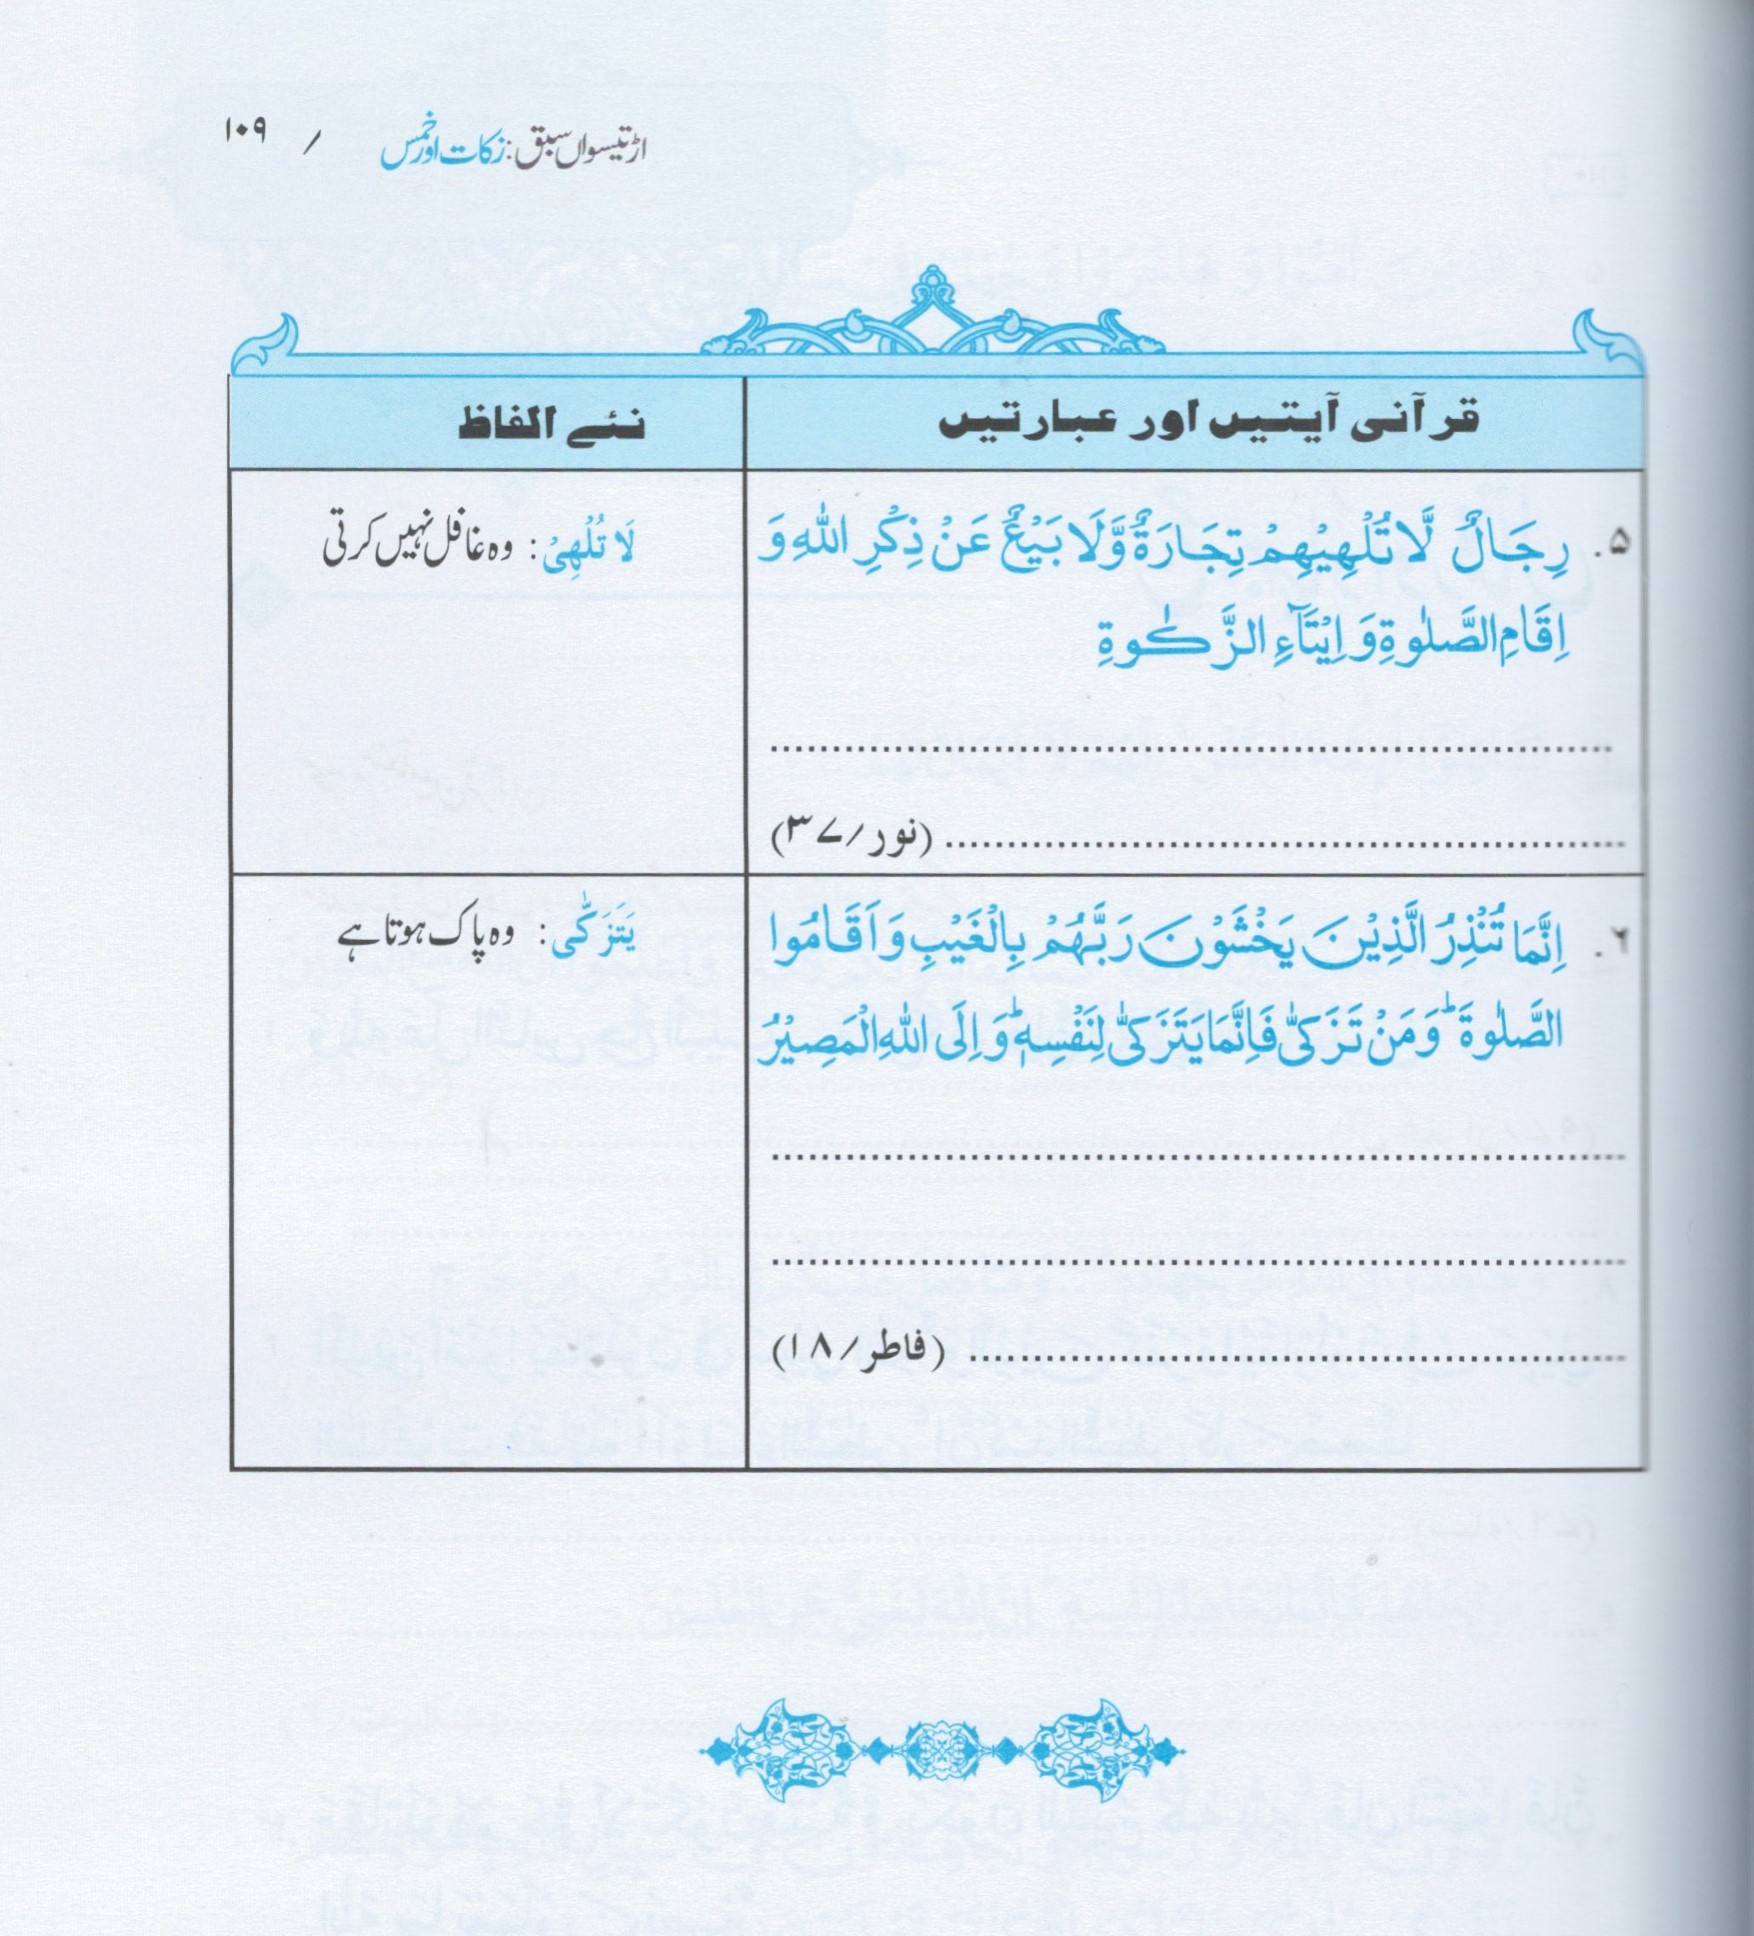 اڑتیسواں سبق: زکات اور خمس / ۱۰۹
قرآنی آیتیں اور عبارتیں
نئے الفاظ
۵. رِجَالٌ لَّا تُلْهِیْهِمْ تِجَارَةٌ وَّلَا بَیْعٌ عَنْ ذِکْرِ اللّٰهِ وَ
اِقَامِ الصَّلٰوةِ وَ اِیْتَآءِ الزَّکٰوةِ
................................................................
................................................................ (نور/۳۷)
لَا تُلْهِیْ: وہ غافل نہیں کرتی
۶. اِنَّمَا تُنْذِرُ الَّذِیْنَ یَخْشَوْنَ رَبَّهُمْ بِالْغَیْبِ وَ اَقَامُوا
الصَّلٰوةَ ؕ وَ مَنْ تَزَکّٰی فَاِنَّمَا یَتَزَکّٰی لِنَفْسِهٖ ؕ وَ اِلَی اللّٰهِ الْمَصِیْرُ
................................................................
................................................................
................................................................ (فاطر/۱۸)
یَتَزَکّٰی: وہ پاک ہوتا ہے